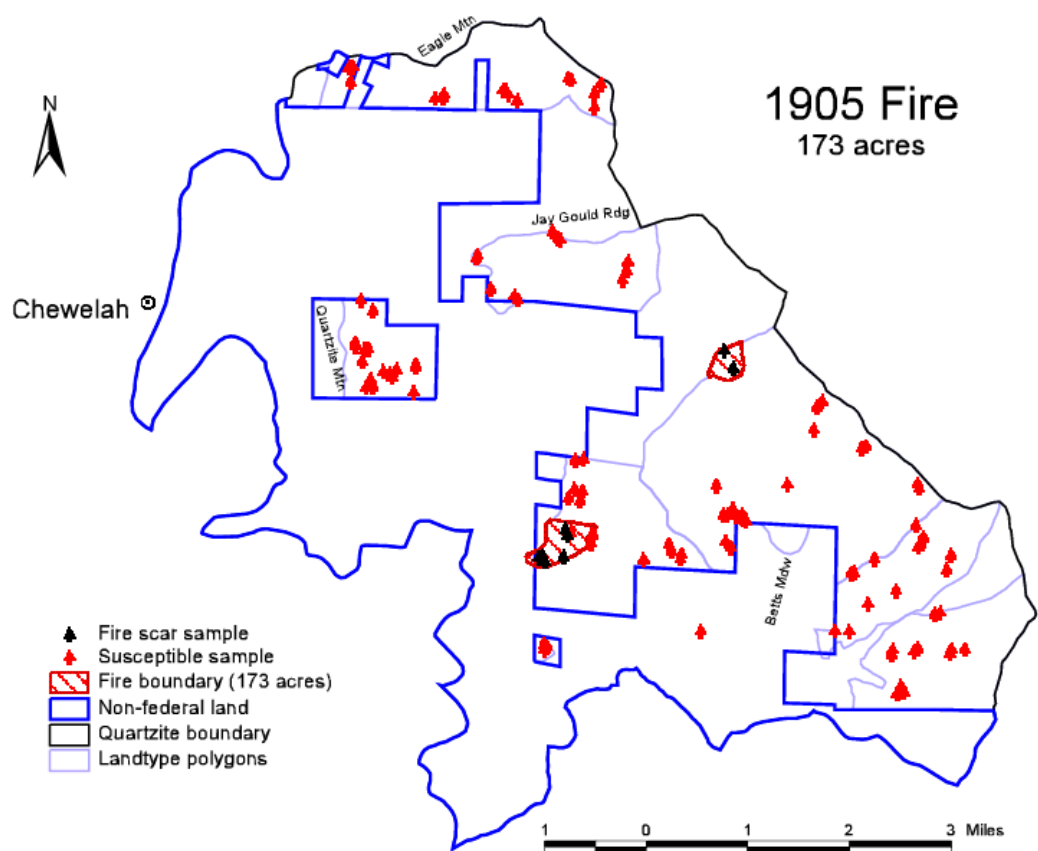 Eagle Mtn
1905 Fire
173 acres
N
Jay Gould Rdg
Chewelah
Quartzite Mtn
Betts Mdw
Fire scar sample
Susceptible sample
Fire boundary (173 acres)
Non-federal land
Quartzite boundary
Landtype polygons
1 0 1 2 3 Miles